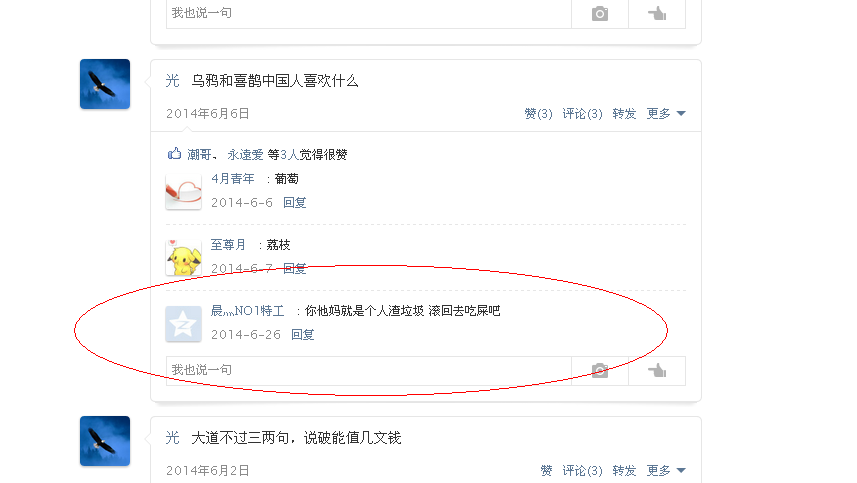 我也说一句
光 乌鸦和喜鹊中国人喜欢什么
2014年6月6日 赞(3) 评论(3) 转发 更多
潮哥、永遠爱 等3人觉得很赞
4月青年 : 葡萄
2014-6-6 回复
至尊月 : 荔枝
2014-6-7 回复
晨灬NO1特工 : 你他妈就是个人渣垃圾 滚回去吃屎吧
2014-6-26 回复
我也说一句
光 大道不过三两句，说破能值几文钱
2014年6月2日 赞 评论(3) 转发 更多